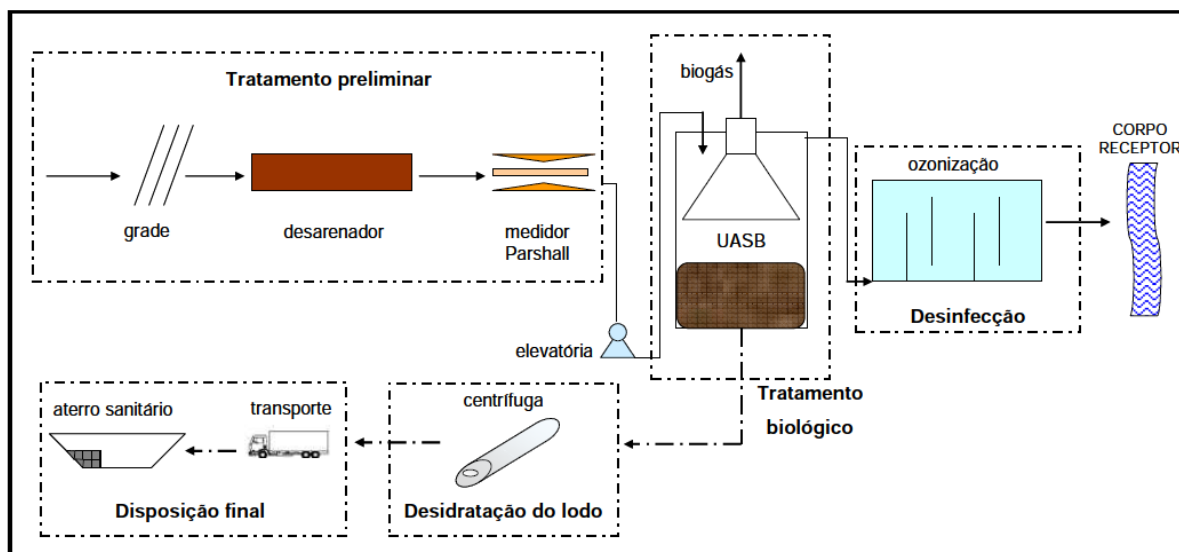 Tratamento preliminar
grade
desarenador
medidor
Parshall
elevatória
biogás
UASB
Tratamento
biológico
ozonização
Desinfecção
CORPO
RECEPTOR
centrífuga
Desidratação do lodo
transporte
aterro sanitário
Disposição final